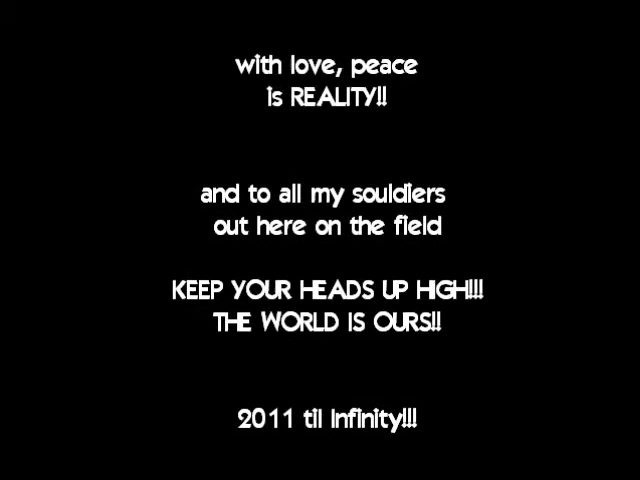 with love, peace
is REALITY!!
and to all my souldiers
out here on the field
KEEP YOUR HEADS UP HIGH!!!
THE WORLD IS OURS!!
2011 til Infinity!!!